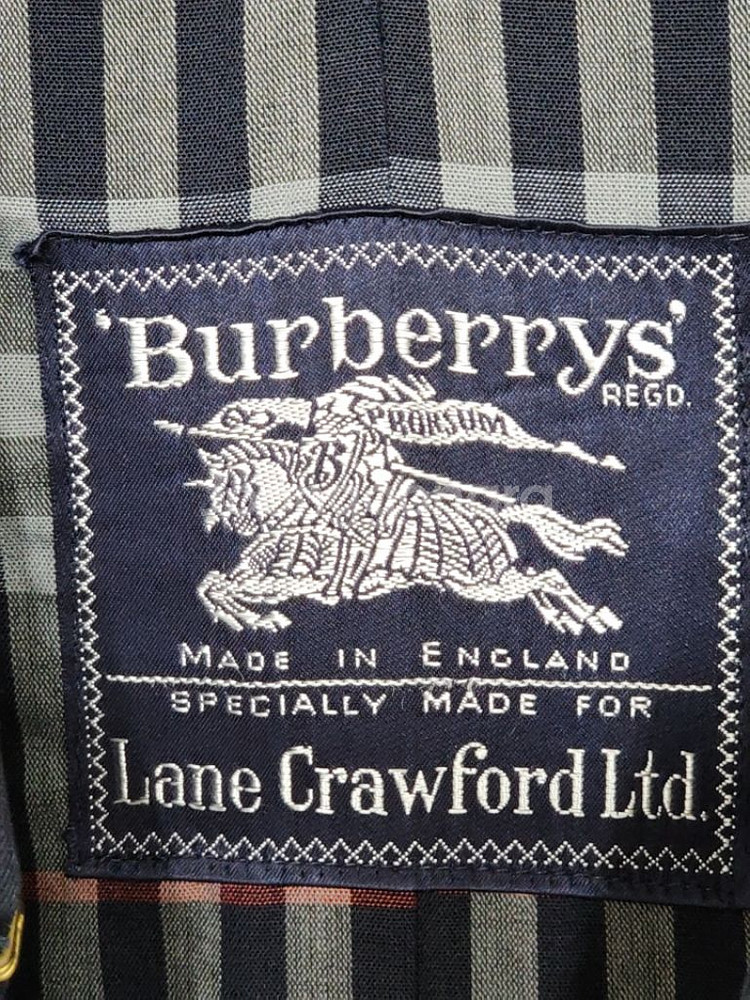 'Burberrys'
REGD.
PRORSUM
B
MADE IN ENGLAND
SPECIALLY MADE FOR
Lane Crawford Ltd.